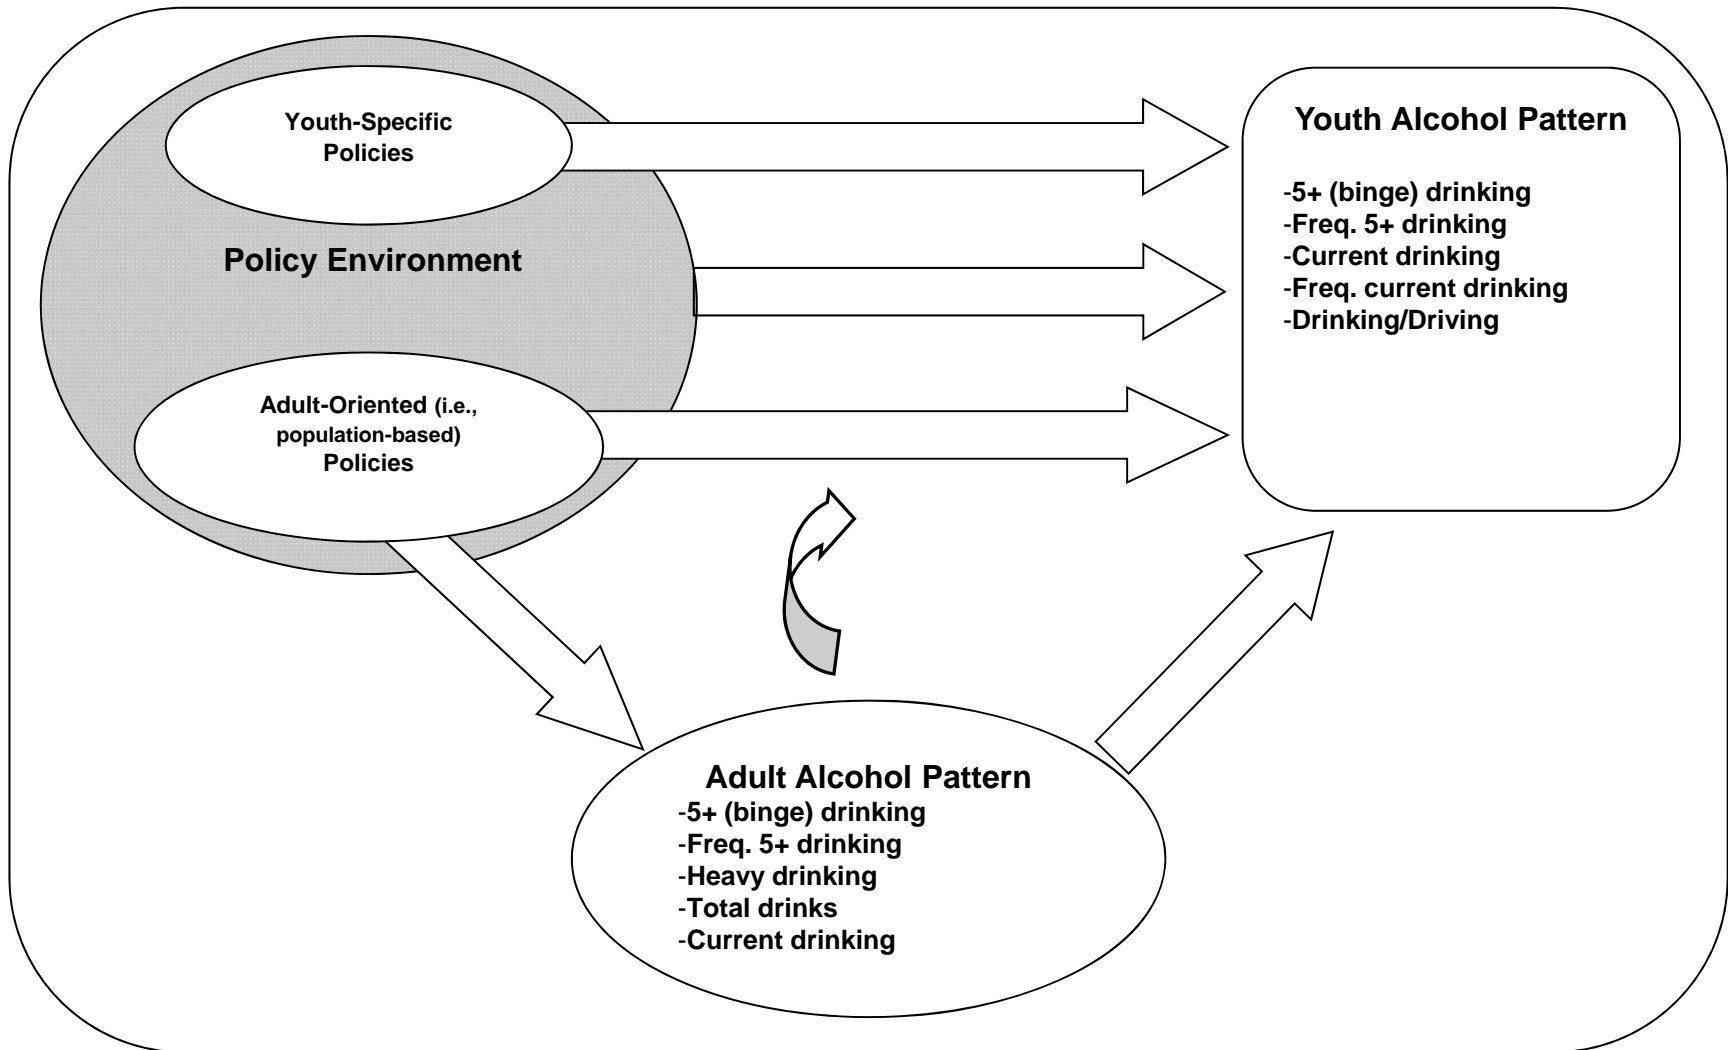 Youth-Specific
Policies
Policy Environment
Adult-Oriented (i.e.,
population-based)
Policies
Youth Alcohol Pattern
-5+ (binge) drinking
-Freq. 5+ drinking
-Current drinking
-Freq. current drinking
-Drinking/Driving
Adult Alcohol Pattern
-5+ (binge) drinking
-Freq. 5+ drinking
-Heavy drinking
-Total drinks
-Current drinking